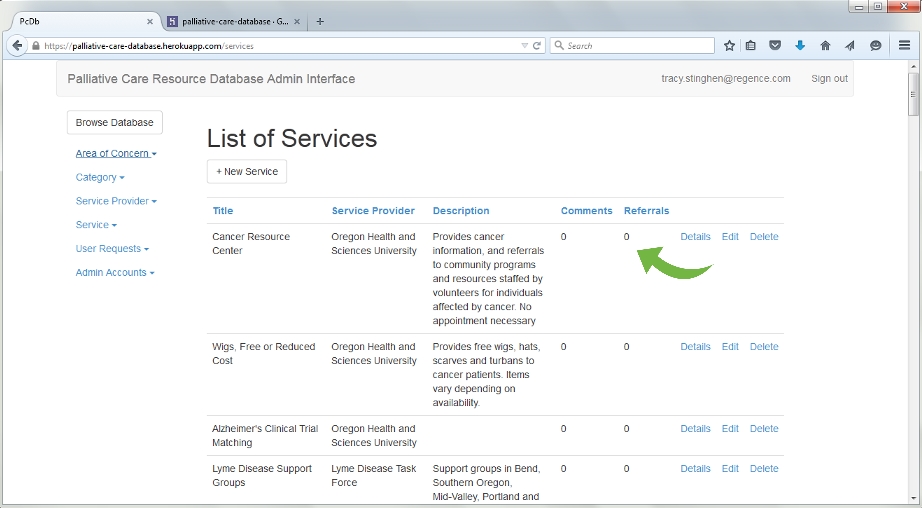 PcDb
palliative-care-database · G...
https://palliative-care-database.herokuapp.com/services
Search
Palliative Care Resource Database Admin Interface
tracy.stinghen@regence.com
Sign out
Browse Database
Area of Concern
Category
Service Provider
Service
User Requests
Admin Accounts
List of Services
+ New Service
Title Service Provider Description Comments Referrals
Cancer Resource Oregon Health and Provides cancer 0 0 Details Edit Delete
Center Sciences University information, and referrals
to community programs
and resources staffed by
volunteers for individuals
affected by cancer. No
appointment necessary
Wigs, Free or Reduced Oregon Health and Provides free wigs, hats, 0 0 Details Edit Delete
Cost Sciences University scarves and turbans to
cancer patients. Items
vary depending on
availability.
Alzheimer's Clinical Trial Oregon Health and 0 0 Details Edit Delete
Matching Sciences University
Lyme Disease Support Lyme Disease Task Support groups in Bend, 0 0 Details Edit Delete
Groups Force Southern Oregon,
Mid-Valley, Portland and